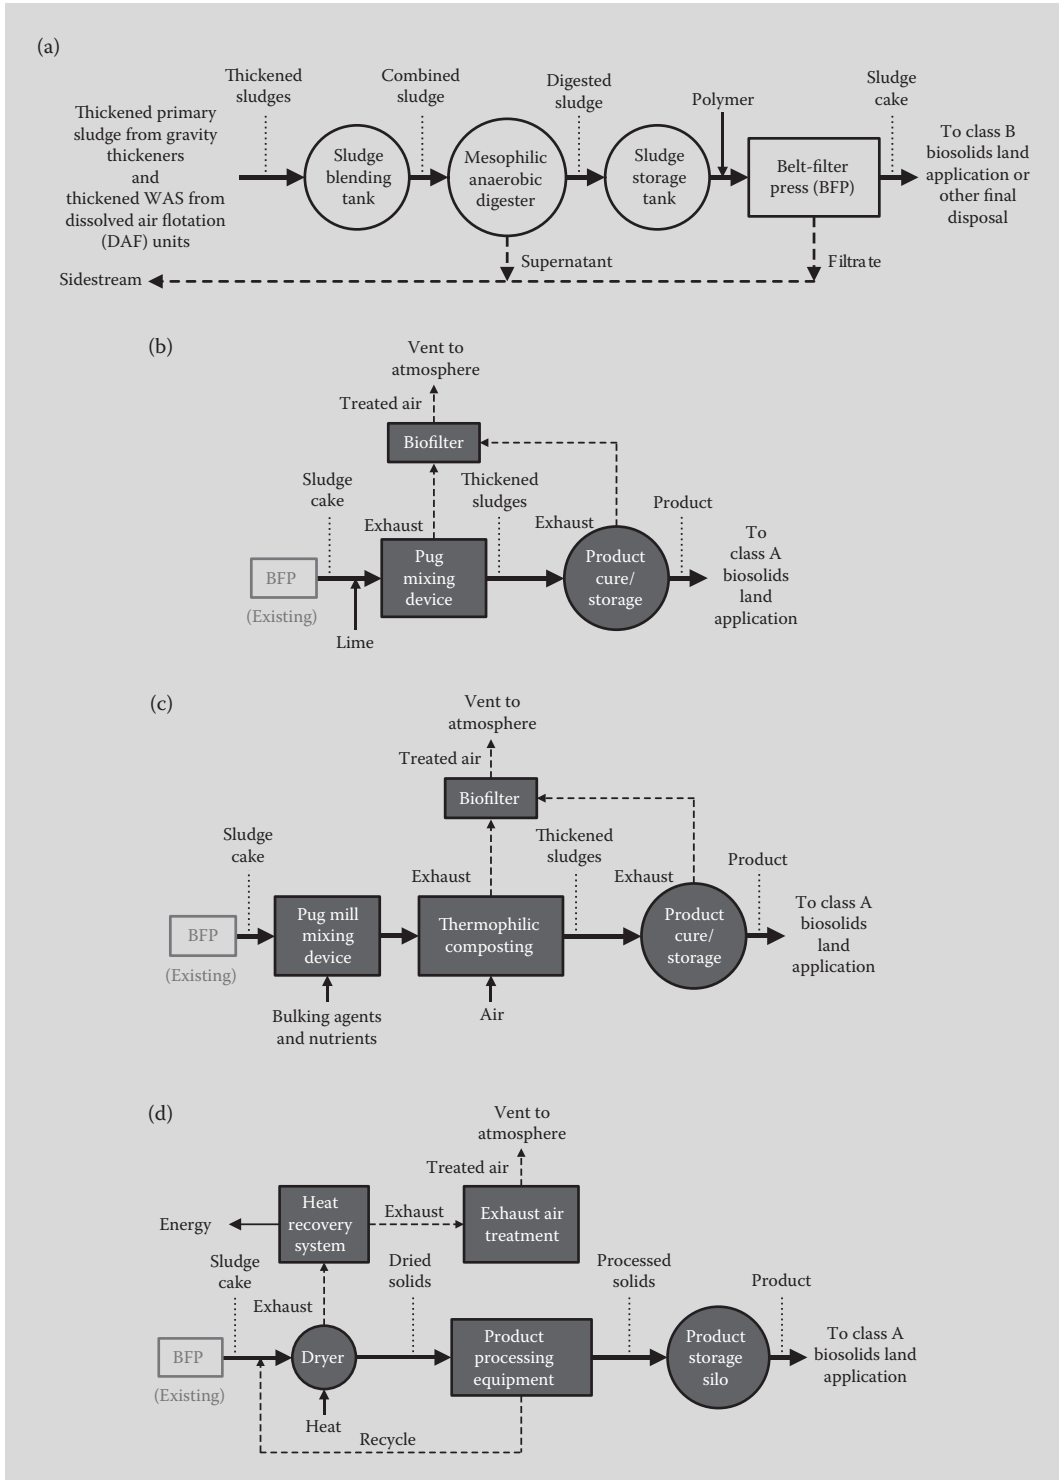 (a)
Thickened
sludges
Combined
sludge
Digested
sludge
Polymer
Sludge
cake
Thickened primary
sludge from gravity
thickeners
and
thickened WAS from
dissolved air flotation
(DAF) units
Sludge
blending
tank
Mesophilic
anaerobic
digester
Sludge
storage
tank
Belt-filter
press (BFP)
To class B
biosolids land
application or
other final
disposal
Supernatant
Filtrate
Sidestream
(b)
Vent to
atmosphere
Treated air
Biofilter
Sludge
cake
Exhaust
Thickened
sludges
Exhaust
Product
BFP
(Existing)
Lime
Pug
mixing
device
Product
cure/
storage
To
class A
biosolids
land
application
(c)
Vent to
atmosphere
Treated air
Biofilter
Sludge
cake
Exhaust
Thickened
sludges
Exhaust
Product
BFP
(Existing)
Pug mill
mixing
device
Bulking agents
and nutrients
Thermophilic
composting
Air
Product
cure/
storage
To class A
biosolids
land
application
(d)
Vent to
atmosphere
Treated air
Energy
Heat
recovery
system
Exhaust
Exhaust air
treatment
Sludge
cake
Exhaust
Dried
solids
Processed
solids
Product
BFP
(Existing)
Dryer
Heat
Recycle
Product
processing
equipment
Product
storage
silo
To class A
biosolids land
application